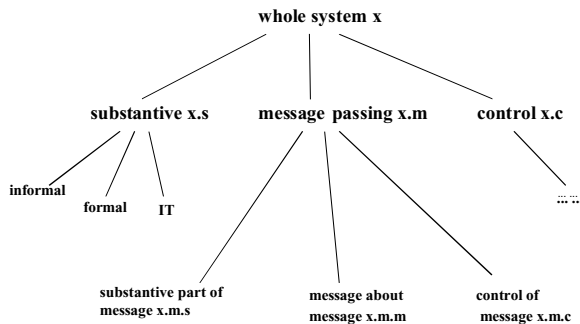 whole system x
substantive x.s
message passing x.m
control x.c
informal
formal
IT
... ..
substantive part of
message x.m.s
message about
message x.m.m
control of
message x.m.c